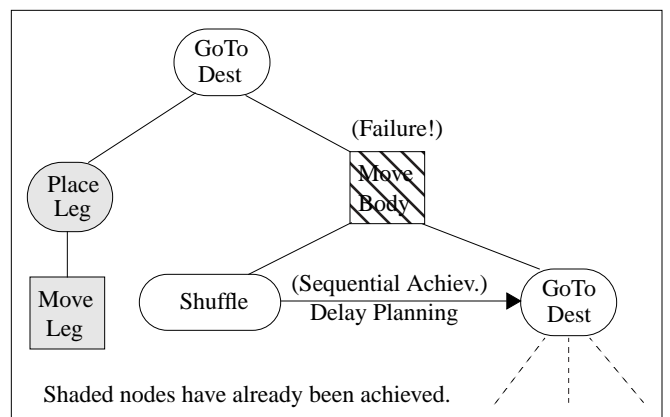 GoTo
Dest
(Failure!)
Place
Leg
Move
Body
Move
Leg
Shuffle
(Sequential Achiev.)
Delay Planning
GoTo
Dest
Shaded nodes have already been achieved.